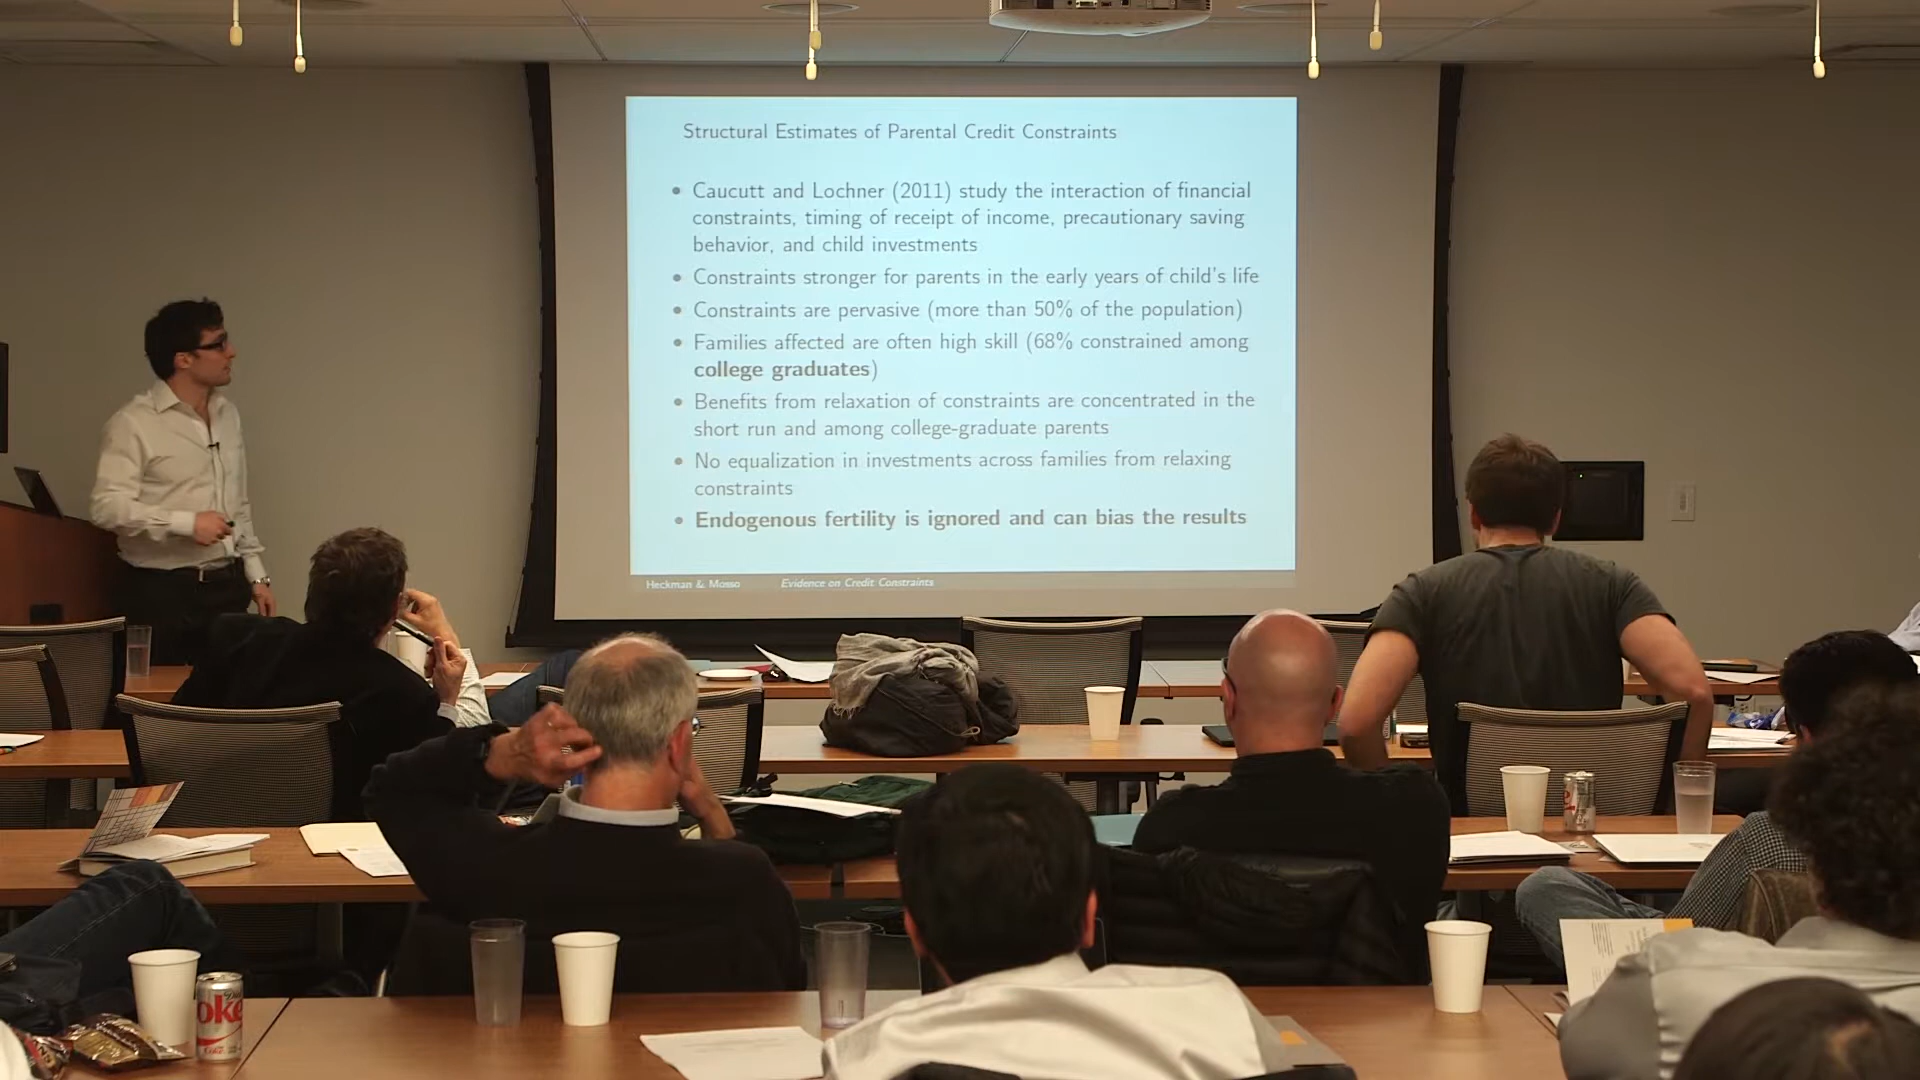 Structural Estimates of Parental Credit Constraints
• Caucutt and Lochner (2011) study the interaction of financial
constraints, timing of receipt of income, precautionary saving
behavior, and child investments
• Constraints stronger for parents in the early years of child's life
• Constraints are pervasive (more than 50% of the population)
• Families affected are often high skill (68% constrained among
college graduates)
• Benefits from relaxation of constraints are concentrated in the
short run and among college-graduate parents
• No equalization in investments across families from relaxing
constraints
• Endogenous fertility is ignored and can bias the results
Heckman & Mosso Evidence on Credit Constraints
oke